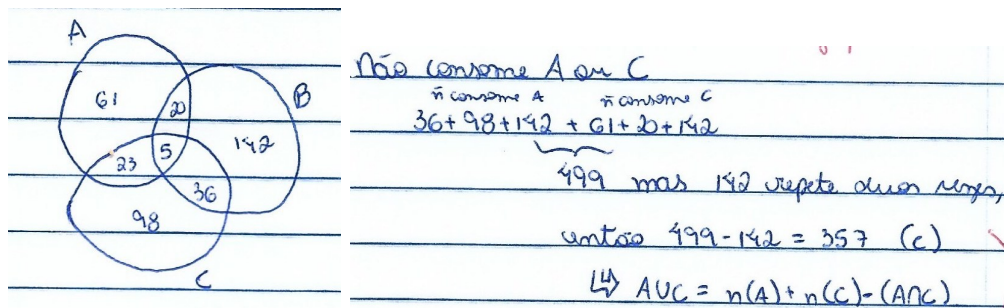 A
61
20
B
142
5
23
36
98
C
Não consome A ou C
ñ consome A ñ consome C
36+98+142 + 61+20+142
499 mas 142 repete duas vezes,
então 499-142 = 357 (c)
↳ AUC = n(A)+n(C)-(A∩C)